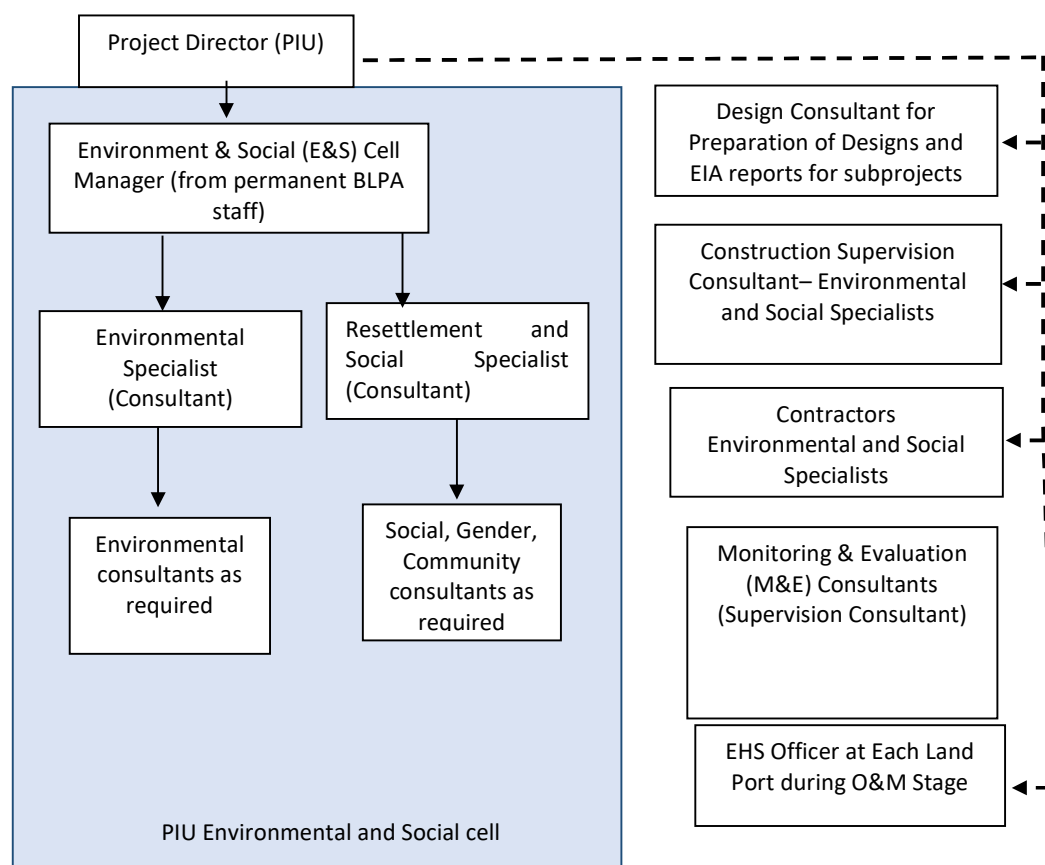 Project Director (PIU)
Environment & Social (E&S) Cell
Manager (from permanent BLPA
staff)
Environmental
Specialist
(Consultant)
Resettlement and
Social Specialist
(Consultant)
Environmental
consultants as
required
Social, Gender,
Community
consultants as
required
PIU Environmental and Social cell
Design Consultant for
Preparation of Designs and
EIA reports for subprojects
Construction Supervision
Consultant– Environmental
and Social Specialists
Contractors
Environmental and Social
Specialists
Monitoring & Evaluation
(M&E) Consultants
(Supervision Consultant)
EHS Officer at Each Land
Port during O&M Stage